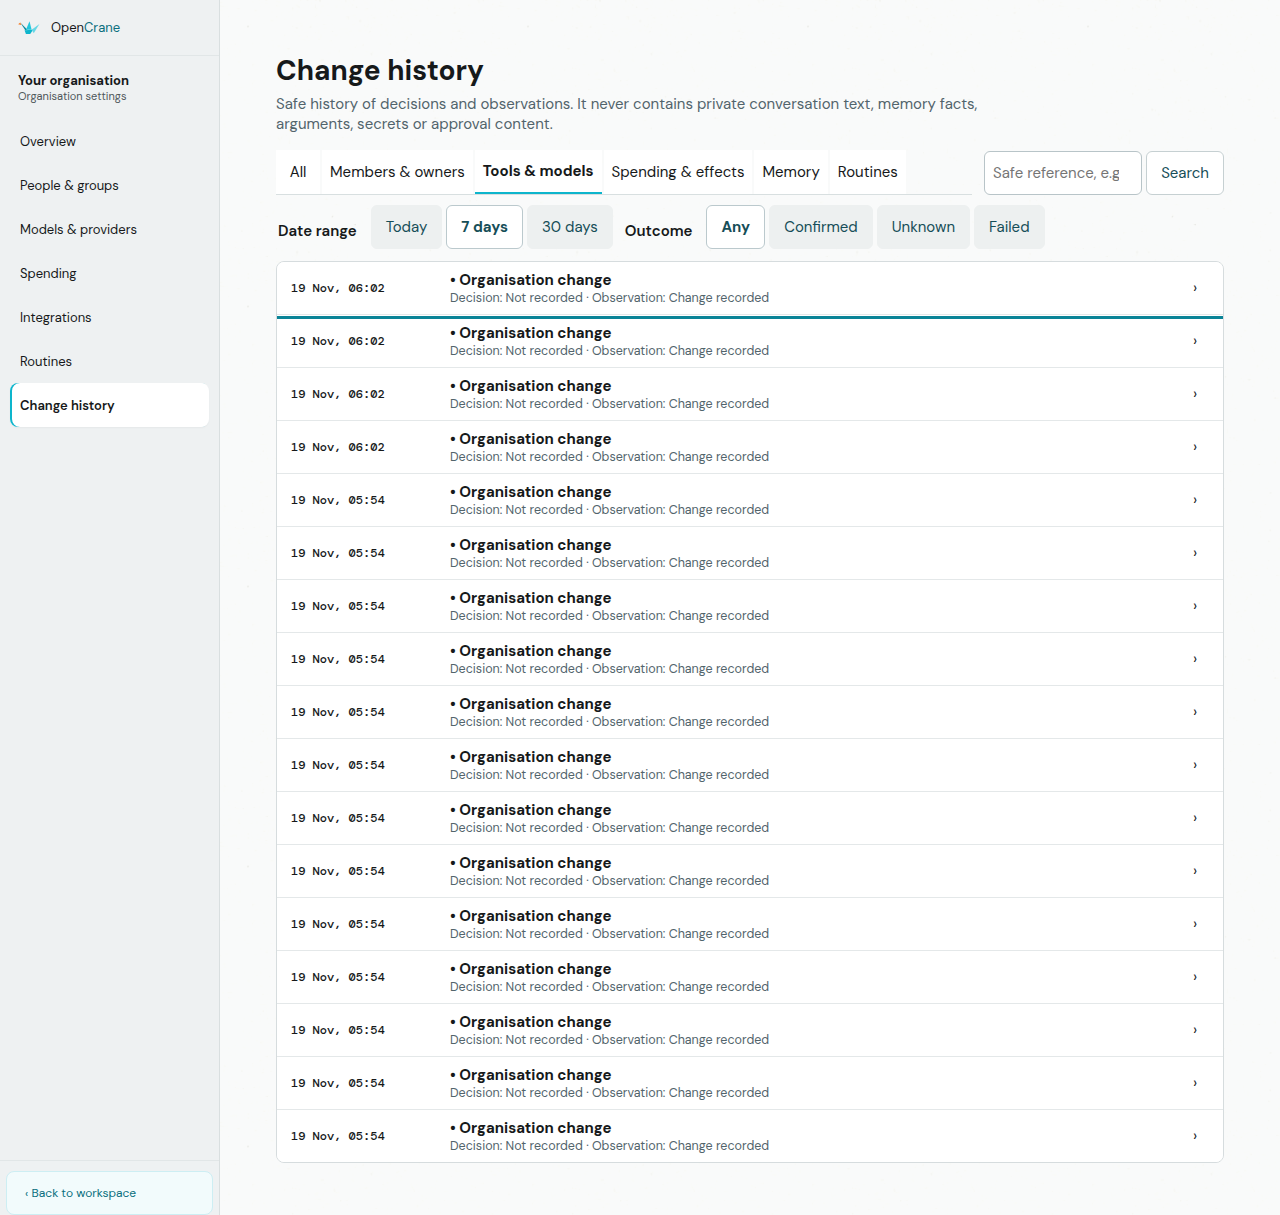 OpenCrane
Your organisation
Organisation settings
Overview
People & groups
Models & providers
Spending
Integrations
Routines
Change history
‹ Back to workspace
Change history
Safe history of decisions and observations. It never contains private conversation text, memory facts,
arguments, secrets or approval content.
All Members & owners Tools & models Spending & effects Memory Routines
Safe reference, e.g Search
Date range Today 7 days 30 days Outcome Any Confirmed Unknown Failed
19 Nov, 06:02 • Organisation change ›
Decision: Not recorded · Observation: Change recorded
19 Nov, 06:02 • Organisation change ›
Decision: Not recorded · Observation: Change recorded
19 Nov, 06:02 • Organisation change ›
Decision: Not recorded · Observation: Change recorded
19 Nov, 06:02 • Organisation change ›
Decision: Not recorded · Observation: Change recorded
19 Nov, 05:54 • Organisation change ›
Decision: Not recorded · Observation: Change recorded
19 Nov, 05:54 • Organisation change ›
Decision: Not recorded · Observation: Change recorded
19 Nov, 05:54 • Organisation change ›
Decision: Not recorded · Observation: Change recorded
19 Nov, 05:54 • Organisation change ›
Decision: Not recorded · Observation: Change recorded
19 Nov, 05:54 • Organisation change ›
Decision: Not recorded · Observation: Change recorded
19 Nov, 05:54 • Organisation change ›
Decision: Not recorded · Observation: Change recorded
19 Nov, 05:54 • Organisation change ›
Decision: Not recorded · Observation: Change recorded
19 Nov, 05:54 • Organisation change ›
Decision: Not recorded · Observation: Change recorded
19 Nov, 05:54 • Organisation change ›
Decision: Not recorded · Observation: Change recorded
19 Nov, 05:54 • Organisation change ›
Decision: Not recorded · Observation: Change recorded
19 Nov, 05:54 • Organisation change ›
Decision: Not recorded · Observation: Change recorded
19 Nov, 05:54 • Organisation change ›
Decision: Not recorded · Observation: Change recorded
19 Nov, 05:54 • Organisation change ›
Decision: Not recorded · Observation: Change recorded